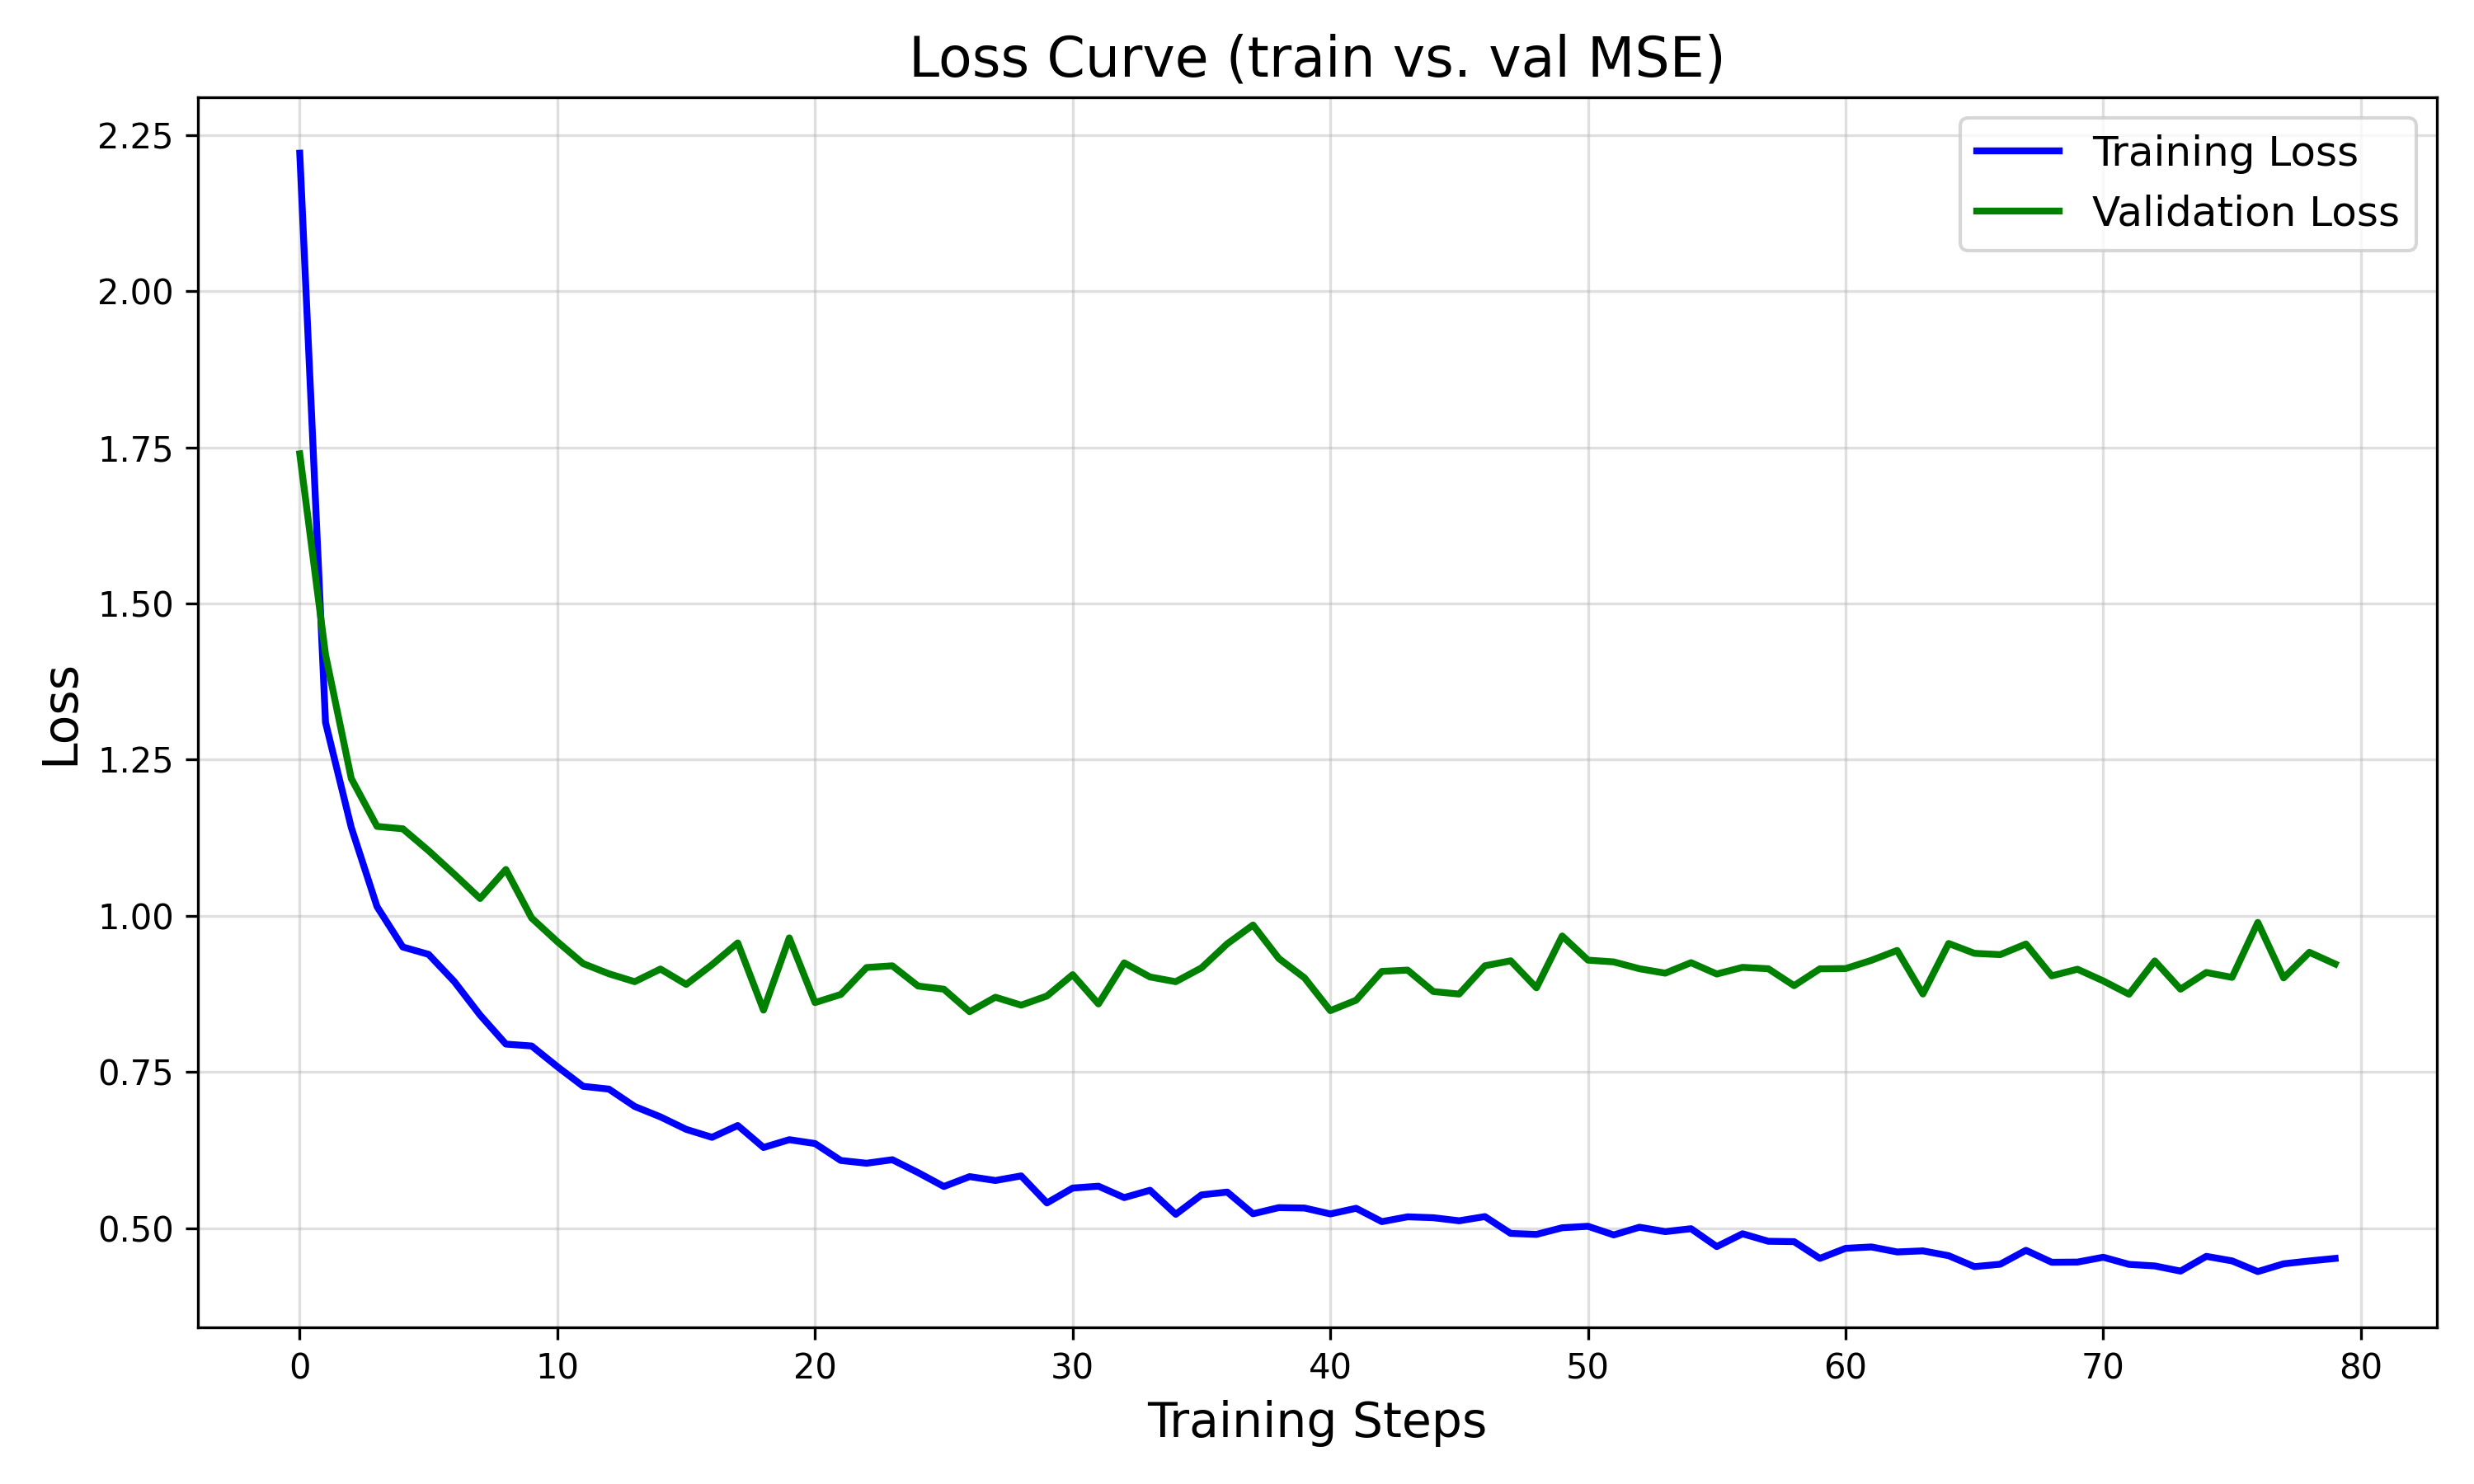 Loss Curve (train vs. val MSE)
Training Loss
Validation Loss
2.25
2.00
1.75
1.50
1.25
1.00
0.75
0.50
Loss
0 10 20 30 40 50 60 70 80
Training Steps